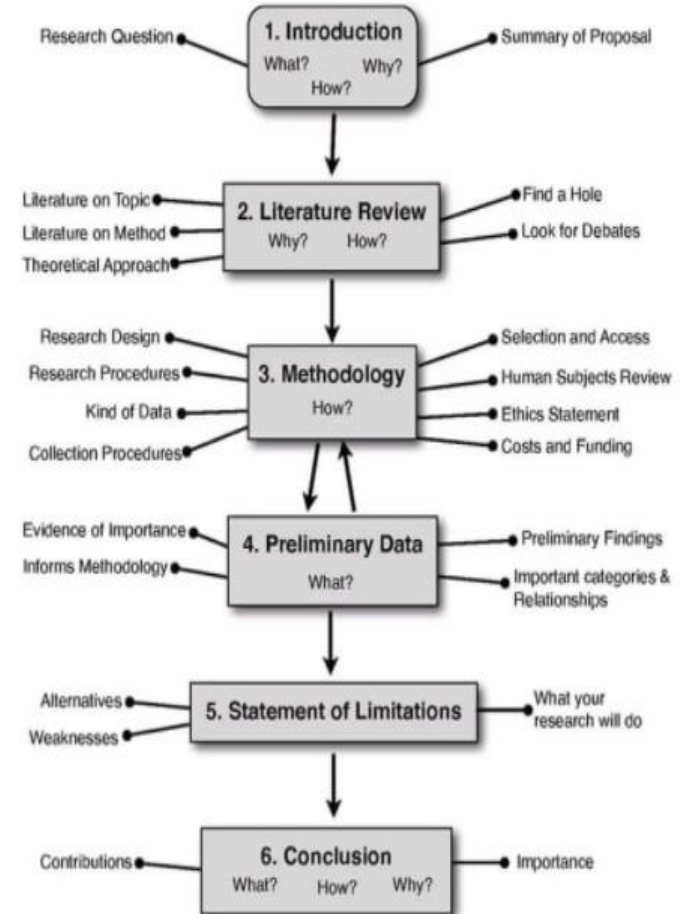 1. Introduction
What? Why?
How?
Research Question
Summary of Proposal
2. Literature Review
Why? How?
Literature on Topic
Literature on Method
Theoretical Approach
Find a Hole
Look for Debates
3. Methodology
How?
Research Design
Research Procedures
Kind of Data
Collection Procedures
Selection and Access
Human Subjects Review
Ethics Statement
Costs and Funding
4. Preliminary Data
What?
Evidence of Importance
Informs Methodology
Preliminary Findings
Important categories &
Relationships
5. Statement of Limitations
Alternatives
Weaknesses
What your
research will do
6. Conclusion
What? How? Why?
Contributions
Importance